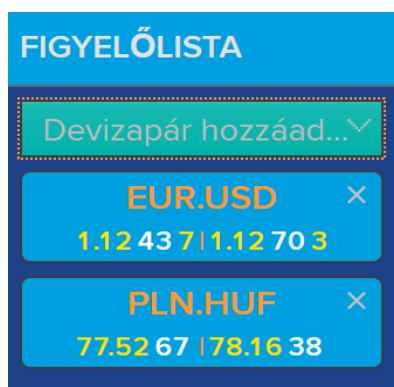 FIGYELŐLISTA
Devizapár hozzáad...
EUR.USD ×
1.12 43 7 | 1.12 70 3
PLN.HUF ×
77.52 67 | 78.16 38